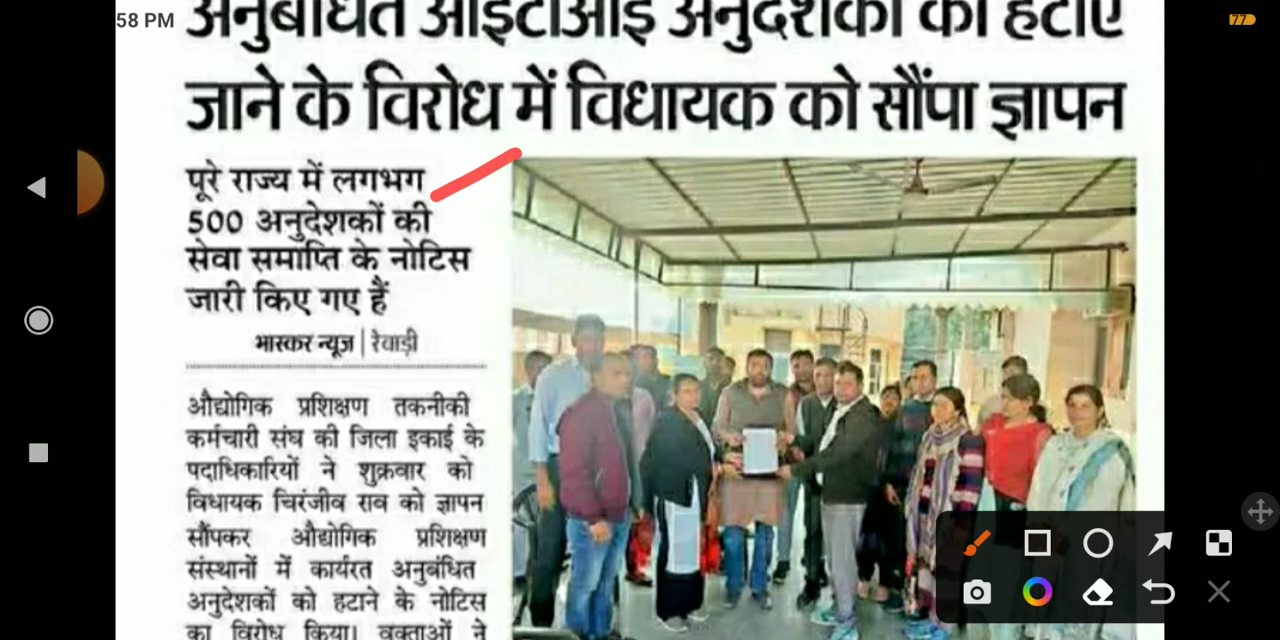 58 PM
77
अनुबंधित आईटीआई अनुदेशकों को हटाए
जाने के विरोध में विधायक को सौंपा ज्ञापन
पूरे राज्य में लगभग
500 अनुदेशकों की
सेवा समाप्ति के नोटिस
जारी किए गए हैं
भास्कर न्यूज | रेवाड़ी
औद्योगिक प्रशिक्षण तकनीकी
कर्मचारी संघ की जिला इकाई के
पदाधिकारियों ने शुक्रवार को
विधायक चिरंजीव राव को ज्ञापन
सौंपकर औद्योगिक प्रशिक्षण
संस्थानों में कार्यरत अनुबंधित
अनुदेशकों को हटाने के नोटिस
का विरोध किया। वक्ताओं ने